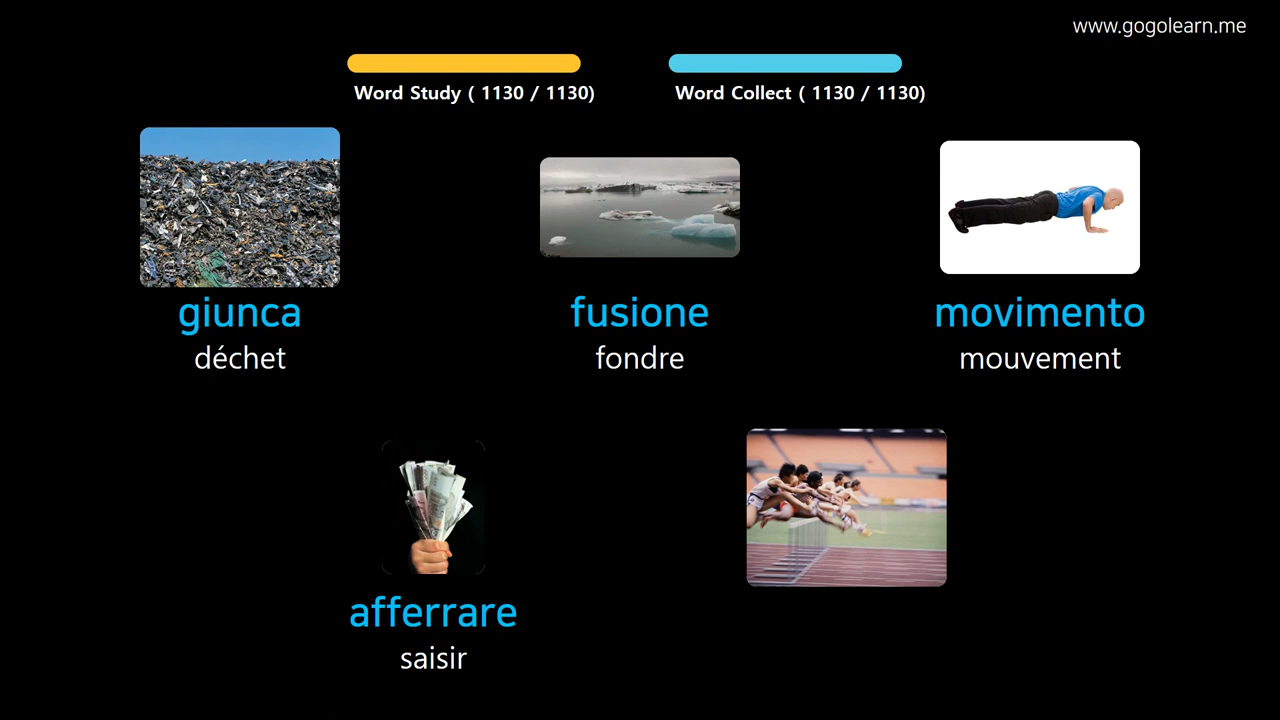 www.gogolearn.me
Word Study ( 1130 / 1130)
Word Collect ( 1130 / 1130)
giunca
déchet
fusione
fondre
movimento
mouvement
afferrare
saisir